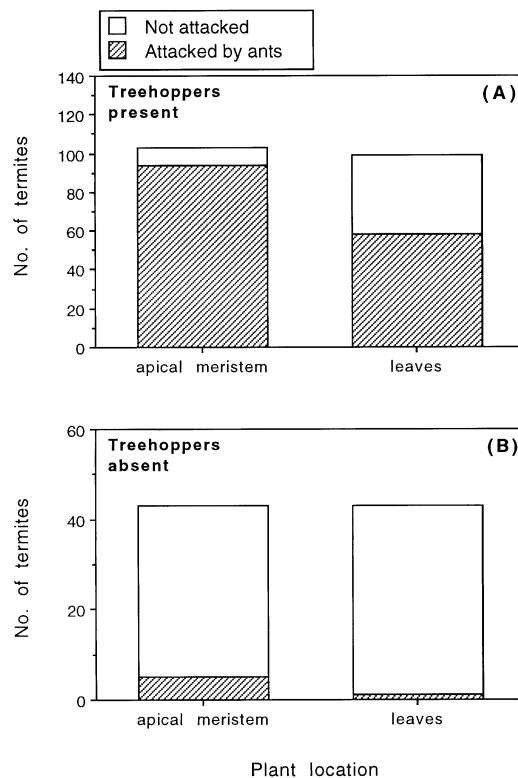 Not attacked
Attacked by ants
Treehoppers
present
(A)
No. of termites
140
120
100
80
60
40
20
0
apical meristem
leaves
Treehoppers
absent
(B)
No. of termites
60
40
20
0
apical meristem
leaves
Plant location